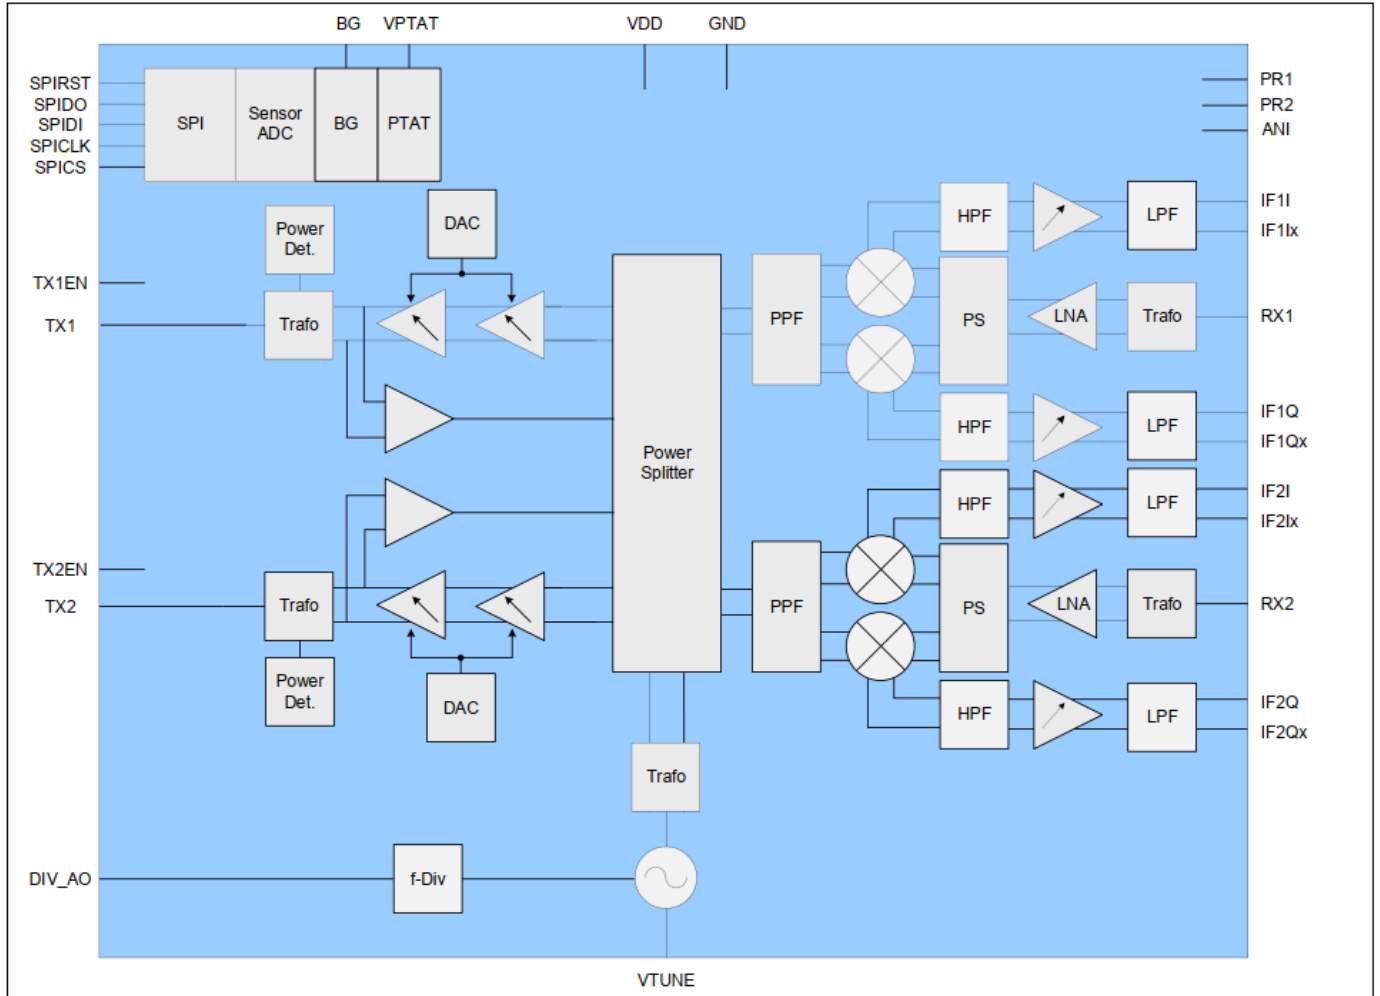 BG VPTAT VDD GND
SPIRST
SPIDO
SPIDI
SPICLK
SPICS
SPI
Sensor
ADC
BG
PTAT
PR1
PR2
ANI
Power
Det.
DAC
TX1EN
TX1
Trafo
Power
Splitter
PPF
HPF
LPF
IF1I
IF1Ix
PS
LNA
Trafo
RX1
HPF
LPF
IF1Q
IF1Qx
HPF
LPF
IF2I
IF2Ix
TX2EN
TX2
Trafo
PPF
PS
LNA
Trafo
RX2
Power
Det.
DAC
HPF
LPF
IF2Q
IF2Qx
Trafo
DIV_AO
f-Div
VTUNE